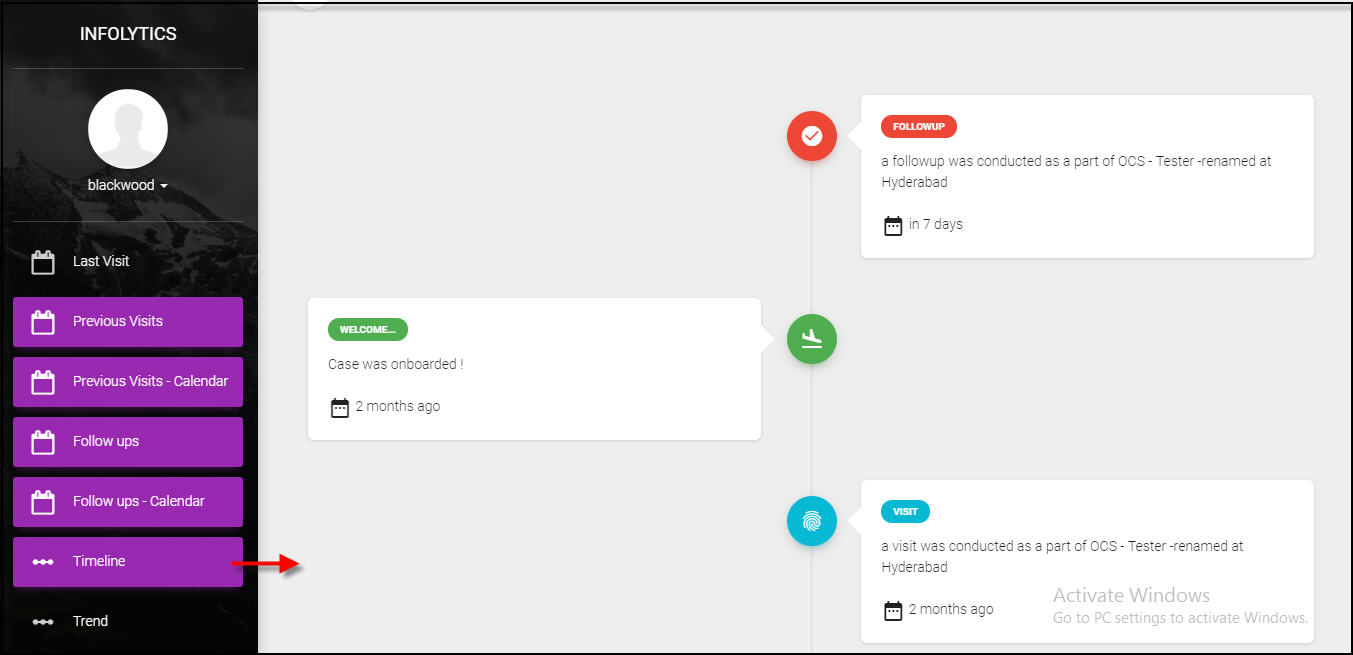 INFOLYTICS
blackwood
Last Visit
Previous Visits
Previous Visits - Calendar
Follow ups
Follow ups - Calendar
Timeline
Trend
FOLLOWUP
a followup was conducted as a part of OCS - Tester -renamed at
Hyderabad
in 7 days
WELCOME...
Case was onboarded !
2 months ago
VISIT
a visit was conducted as a part of OCS - Tester -renamed at
Hyderabad
2 months ago
Activate Windows
Go to PC settings to activate Windows.